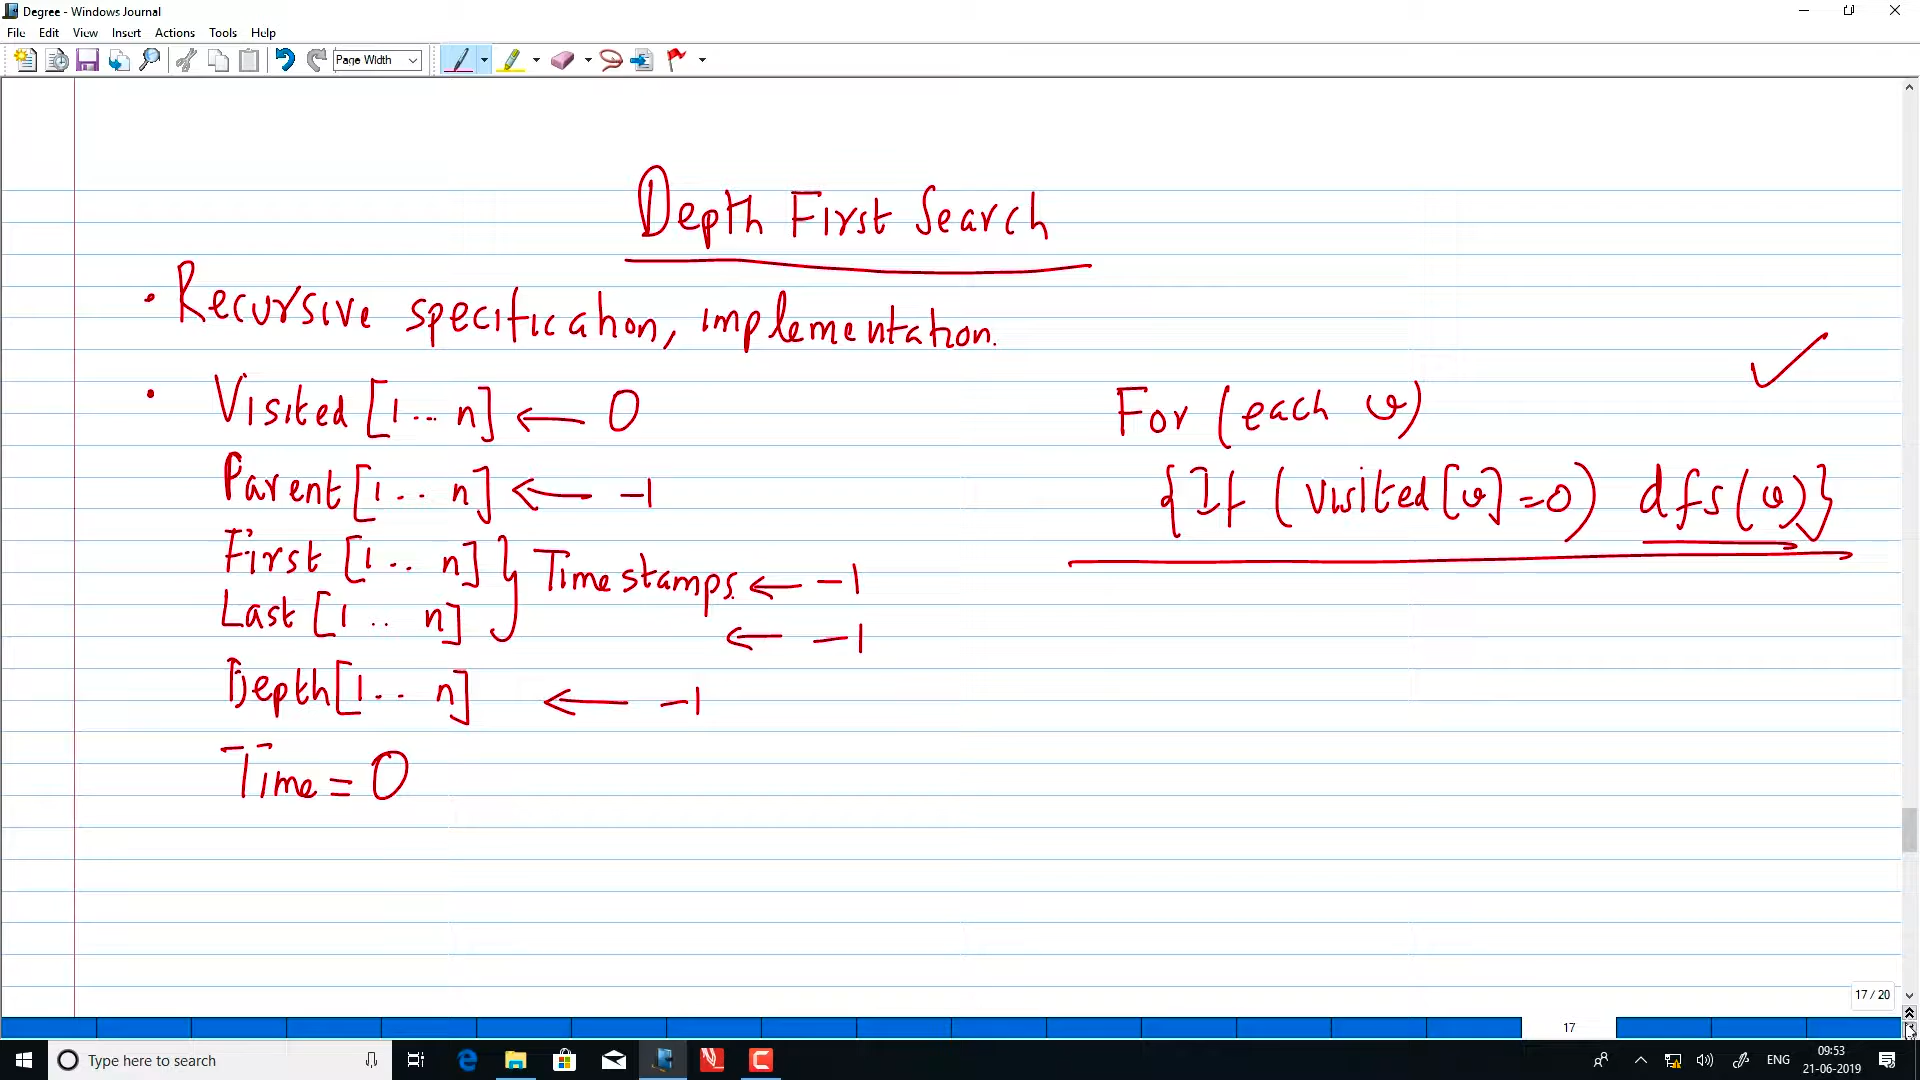 Degree - Windows Journal
File Edit View Insert Actions Tools Help
Page Width
Depth First Search
• Recursive specification, implementation.
• Visited [1... n] ← 0
Parent [1.. n] ← -1
First [1.. n] } Timestamps ← -1
Last [1.. n] ← -1
Depth [1.. n] ← -1
Time = 0
For (each v)
{If (visited[v] = 0) dfs(v)}
17 / 20
17
Type here to search
ENG
09:53
21-06-2019